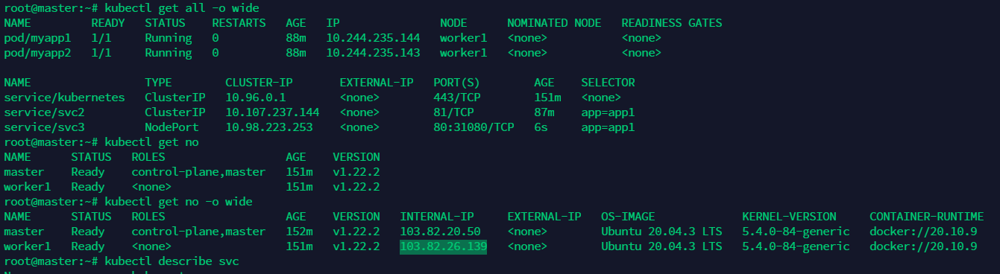 root@master:~# kubectl get all -o wide
NAME READY STATUS RESTARTS AGE IP NODE NOMINATED NODE READINESS GATES
pod/myapp1 1/1 Running 0 88m 10.244.235.144 worker1 <none> <none>
pod/myapp2 1/1 Running 0 88m 10.244.235.143 worker1 <none> <none>
NAME TYPE CLUSTER-IP EXTERNAL-IP PORT(S) AGE SELECTOR
service/kubernetes ClusterIP 10.96.0.1 <none> 443/TCP 151m <none>
service/svc2 ClusterIP 10.107.237.144 <none> 81/TCP 87m app=app1
service/svc3 NodePort 10.98.223.253 <none> 80:31080/TCP 6s app=app1
root@master:~# kubectl get no
NAME STATUS ROLES AGE VERSION
master Ready control-plane,master 151m v1.22.2
worker1 Ready <none> 151m v1.22.2
root@master:~# kubectl get no -o wide
NAME STATUS ROLES AGE VERSION INTERNAL-IP EXTERNAL-IP OS-IMAGE KERNEL-VERSION CONTAINER-RUNTIME
master Ready control-plane,master 152m v1.22.2 103.82.20.50 <none> Ubuntu 20.04.3 LTS 5.4.0-84-generic docker://20.10.9
worker1 Ready <none> 151m v1.22.2 103.82.26.139 <none> Ubuntu 20.04.3 LTS 5.4.0-84-generic docker://20.10.9
root@master:~# kubectl describe svc